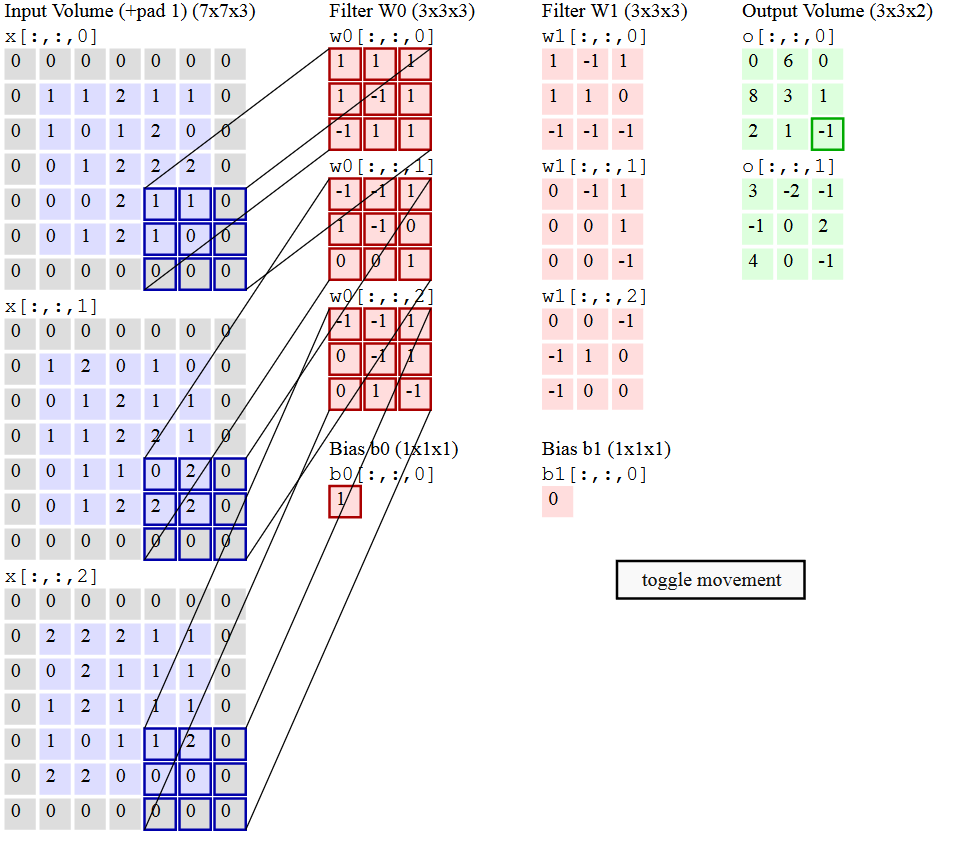 Input Volume (+pad 1) (7x7x3)
x[:,:,0]
0 0 0 0 0 0 0
0 1 1 2 1 1 0
0 1 0 1 2 0 0
0 0 1 2 2 2 0
0 0 0 2 1 1 0
0 0 1 2 1 0 0
0 0 0 0 0 0 0
x[:,:,1]
0 0 0 0 0 0 0
0 1 2 0 1 0 0
0 0 1 2 1 1 0
0 1 1 2 2 1 0
0 0 1 1 0 2 0
0 0 1 2 2 2 0
0 0 0 0 0 0 0
x[:,:,2]
0 0 0 0 0 0 0
0 2 2 2 1 1 0
0 0 2 1 1 1 0
0 1 2 1 1 1 0
0 1 0 1 1 2 0
0 2 2 0 0 0 0
0 0 0 0 0 0 0
Filter W0 (3x3x3)
w0[:,:,0]
1 1 1
1 -1 1
-1 1 1
w0[:,:,1]
-1 -1 1
1 -1 0
0 0 1
w0[:,:,2]
-1 -1 1
0 -1 1
0 1 -1
Bias b0 (1x1x1)
b0[:,:,0]
1
Filter W1 (3x3x3)
w1[:,:,0]
1 -1 1
1 1 0
-1 -1 -1
w1[:,:,1]
0 -1 1
0 0 1
0 0 -1
w1[:,:,2]
0 0 -1
-1 1 0
-1 0 0
Bias b1 (1x1x1)
b1[:,:,0]
0
Output Volume (3x3x2)
o[:,:,0]
0 6 0
8 3 1
2 1 -1
o[:,:,1]
3 -2 -1
-1 0 2
4 0 -1
toggle movement